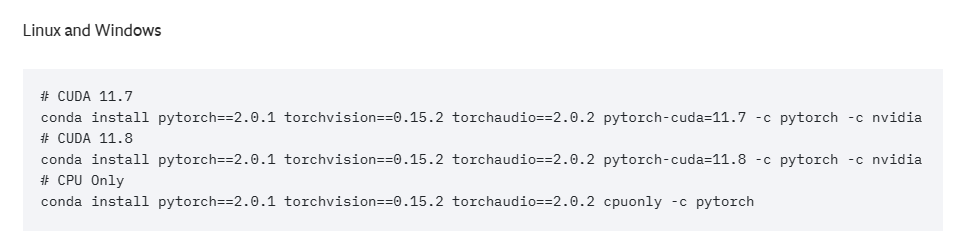 Linux and Windows
# CUDA 11.7
conda install pytorch==2.0.1 torchvision==0.15.2 torchaudio==2.0.2 pytorch-cuda=11.7 -c pytorch -c nvidia
# CUDA 11.8
conda install pytorch==2.0.1 torchvision==0.15.2 torchaudio==2.0.2 pytorch-cuda=11.8 -c pytorch -c nvidia
# CPU Only
conda install pytorch==2.0.1 torchvision==0.15.2 torchaudio==2.0.2 cpuonly -c pytorch